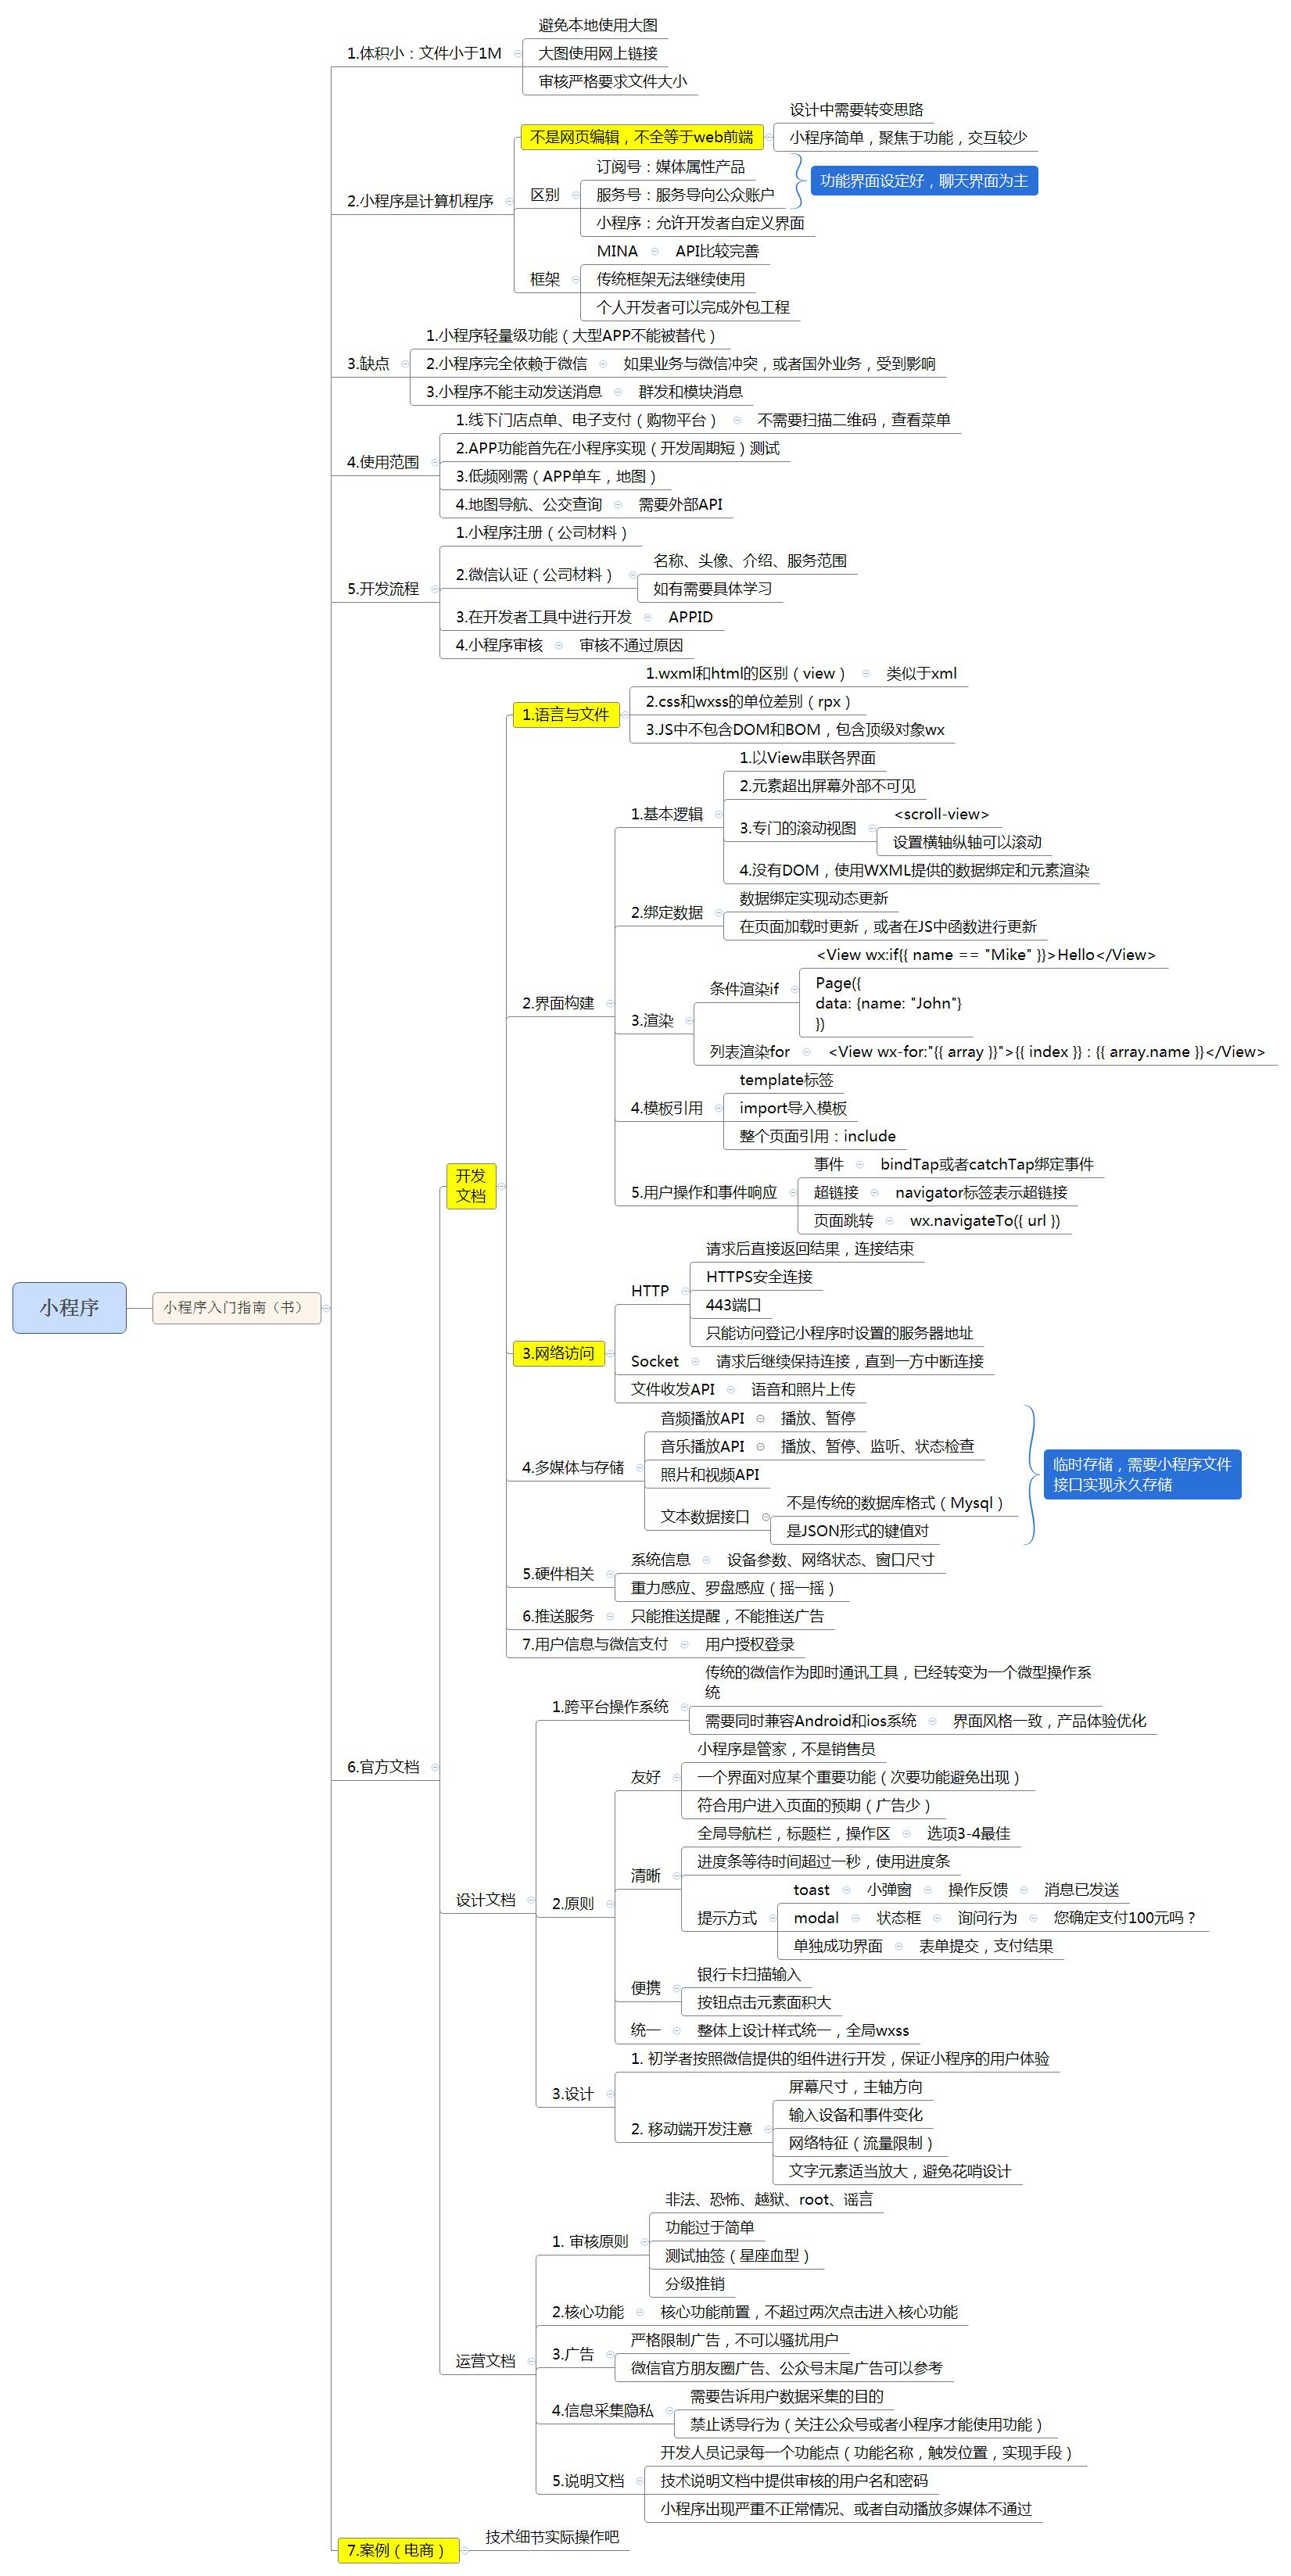 小程序
小程序入门指南（书）
1.体积小：文件小于1M
避免本地使用大图
大图使用网上链接
审核严格要求文件大小
2.小程序是计算机程序
不是网页编辑，不全等于web前端
设计中需要转变思路
小程序简单，聚焦于功能，交互较少
区别
订阅号：媒体属性产品
服务号：服务导向公众账户
功能界面设定好，聊天界面为主
小程序：允许开发者自定义界面
框架
MINA
API比较完善
传统框架无法继续使用
个人开发者可以完成外包工程
3.缺点
1.小程序轻量级功能（大型APP不能被替代）
2.小程序完全依赖于微信
如果业务与微信冲突，或者国外业务，受到影响
3.小程序不能主动发送消息
群发和模块消息
4.使用范围
1.线下门店点单、电子支付（购物平台）
不需要扫描二维码，查看菜单
2.APP功能首先在小程序实现（开发周期短）测试
3.低频刚需（APP单车，地图）
4.地图导航、公交查询
需要外部API
5.开发流程
1.小程序注册（公司材料）
2.微信认证（公司材料）
名称、头像、介绍、服务范围
如有需要具体学习
3.在开发者工具中进行开发
APPID
4.小程序审核
审核不通过原因
6.官方文档
开发
文档
1.语言与文件
1.wxml和html的区别（view）
类似于xml
2.css和wxss的单位差别（rpx）
3.JS中不包含DOM和BOM，包含顶级对象wx
2.界面构建
1.基本逻辑
1.以View串联各界面
2.元素超出屏幕外部不可见
3.专门的滚动视图
<scroll-view>
设置横轴纵轴可以滚动
4.没有DOM，使用WXML提供的数据绑定和元素渲染
2.绑定数据
数据绑定实现动态更新
在页面加载时更新，或者在JS中函数进行更新
3.渲染
条件渲染if
<View wx:if{{ name == "Mike" }}>Hello</View>
Page({
data: {name: "John"}
})
列表渲染for
<View wx-for:"{{ array }}">{{ index }} : {{ array.name }}</View>
4.模板引用
template标签
import导入模板
整个页面引用：include
5.用户操作和事件响应
事件
bindTap或者catchTap绑定事件
超链接
navigator标签表示超链接
页面跳转
wx.navigateTo({ url })
3.网络访问
HTTP
请求后直接返回结果，连接结束
HTTPS安全连接
443端口
只能访问登记小程序时设置的服务器地址
Socket
请求后继续保持连接，直到一方中断连接
文件收发API
语音和照片上传
4.多媒体与存储
音频播放API
播放、暂停
音乐播放API
播放、暂停、监听、状态检查
照片和视频API
文本数据接口
不是传统的数据库格式（Mysql）
是JSON形式的键值对
临时存储，需要小程序文件
接口实现永久存储
5.硬件相关
系统信息
设备参数、网络状态、窗口尺寸
重力感应、罗盘感应（摇一摇）
6.推送服务
只能推送提醒，不能推送广告
7.用户信息与微信支付
用户授权登录
设计文档
1.跨平台操作系统
传统的微信作为即时通讯工具，已经转变为一个微型操作系
统
需要同时兼容Android和ios系统
界面风格一致，产品体验优化
2.原则
友好
小程序是管家，不是销售员
一个界面对应某个重要功能（次要功能避免出现）
符合用户进入页面的预期（广告少）
清晰
全局导航栏，标题栏，操作区
选项3-4最佳
进度条等待时间超过一秒，使用进度条
提示方式
toast
小弹窗
操作反馈
消息已发送
modal
状态框
询问行为
您确定支付100元吗？
单独成功界面
表单提交，支付结果
便携
银行卡扫描输入
按钮点击元素面积大
统一
整体上设计样式统一，全局wxss
3.设计
1. 初学者按照微信提供的组件进行开发，保证小程序的用户体验
2. 移动端开发注意
屏幕尺寸，主轴方向
输入设备和事件变化
网络特征（流量限制）
文字元素适当放大，避免花哨设计
运营文档
1. 审核原则
非法、恐怖、越狱、root、谣言
功能过于简单
测试抽签（星座血型）
分级推销
2.核心功能
核心功能前置，不超过两次点击进入核心功能
3.广告
严格限制广告，不可以骚扰用户
微信官方朋友圈广告、公众号末尾广告可以参考
4.信息采集隐私
需要告诉用户数据采集的目的
禁止诱导行为（关注公众号或者小程序才能使用功能）
5.说明文档
开发人员记录每一个功能点（功能名称，触发位置，实现手段）
技术说明文档中提供审核的用户名和密码
小程序出现严重不正常情况、或者自动播放多媒体不通过
7.案例（电商）
技术细节实际操作吧